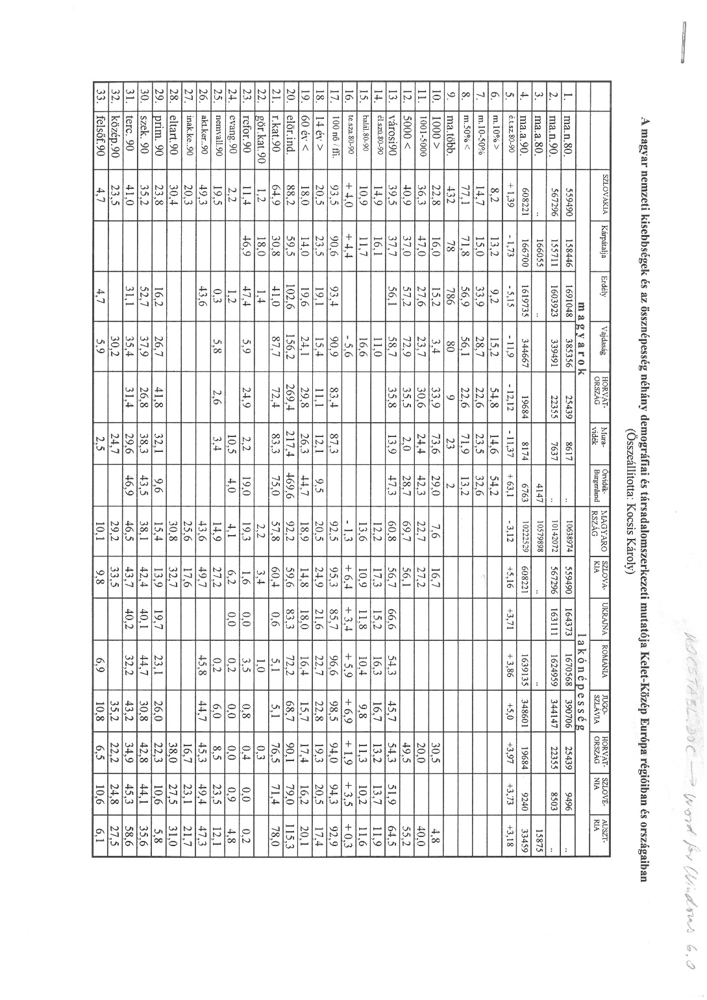 KOCSTABL.DOC → Word for Windows 6.0
A magyar nemzeti kisebbségek és az össznépesség néhány demográfiai és társadalomszerkezeti mutatója Kelet-Közép Európa régióiban és országaiban
(Összeállította: Kocsis Károly)
SZLOVÁKIA Kárpátalja Erdély Vajdaság HORVÁT-ORSZÁG Mura-vidék Őrvidék-Burgenland MAGYARORSZÁG SZLOVÁ-KIA UKRAJNA ROMÁNIA JUGO-SZLÁVIA HORVÁT-ORSZÁG SZLOVÉ-NIA AUSZT-RIA
m a g y a r o k l a k ó n é p e s s é g
1. ma.n.80. 559490 158446 1691048 385356 25439 8617 .. 10638974 559490 164373 1670568 390706 25439 9496 ..
2. ma.n.90. 567296 155711 1603923 339491 22355 7637 .. 10142072 567296 163111 1624959 344147 22355 8503 ..
3. ma.a.80. .. 166055 .. 4147 10579898 .. .. 15875
4. ma.a.90. 608221 166700 1619735 344667 19684 8174 6763 10222529 608221 1639135 348601 19684 9240 33459
5. é.t.sz.80-90 + 1,39 - 1,73 - 5,15 - 11,9 - 12,12 - 11,37 + 63,1 - 3,12 +5,16 +3,71 + 3,86 +5,0 +3,97 +3,73 +3,18
6. m.10% > 8,2 13,2 9,2 15,2 54,8 14,6 54,2
7. m.10-50% 14,7 15,0 33,9 28,7 22,6 23,5 32,6
8. m.50% < 77,1 71,8 56,9 56,1 22,6 71,9 13,2
9. ma.több. 432 78 786 80 9 23 2
10. 1000 > 22,8 16,0 15,2 3,4 33,9 73,6 29,0 7,6 16,7 30,5 4,8
11. 1001-5000 36,3 47,0 27,6 23,7 30,6 24,4 42,3 22,7 27,2 20,0 40,0
12. 5000 < 40,9 37,0 57,2 72,9 35,5 2,0 28,7 69,7 56,1 49,5 55,2
13. városi90 39,5 37,7 56,1 58,7 35,8 13,9 47,3 60,8 56,7 66,6 54,3 45,7 54,3 51,9 64,5
14. él.szü.80-90 14,9 16,1 11,0 12,2 17,3 15,2 16,3 16,7 13,2 13,7 11,9
15. halál.80-90 10,9 11,7 16,6 13,6 10,9 11,8 10,4 9,8 11,3 10,2 11,6
16. te.sza.80-90 + 4,0 + 4,4 - 5,6 - 1,3 + 6,4 + 3,4 + 5,9 + 6,9 + 1,9 + 3,5 + 0,3
17. 100 nő / ffi. 93,5 90,6 93,4 90,9 83,4 87,3 92,5 95,3 85,7 96,6 98,5 94,0 94,3 92,9
18. 14 év > 20,5 23,5 19,1 15,4 11,1 12,1 9,5 20,5 24,9 21,6 22,7 22,8 19,3 20,5 17,4
19. 60 év < 18,0 14,0 19,6 24,1 29,8 26,3 44,7 18,9 14,8 18,0 16,4 15,7 17,4 16,2 20,1
20. elör.ind. 88,2 59,5 102,6 156,2 269,4 217,4 469,6 92,2 59,6 83,3 72,2 68,7 90,1 79,0 115,3
21. r.kat.90 64,9 30,8 41,0 87,7 72,4 83,3 75,0 57,8 60,4 0,6 5,1 5,1 76,5 71,4 78,0
22. gör.kat.90 1,2 18,0 1,4 2,2 3,4 1,0 0,3
23. refor. 90 11,4 46,9 47,4 5,9 24,9 2,2 19,0 19,3 1,6 0,0 3,5 0,8 0,4 0,0 0,2
24. evang. 90 2,2 1,2 10,5 4,0 4,1 6,2 0,0 0,2 0,0 0,0 0,9 4,8
25. nemvall.90 19,5 0,3 5,8 2,6 3,4 14,9 27,2 0,2 6,0 8,5 23,5 12,1
26. akt.ker..90 49,3 43,6 43,6 49,7 45,8 44,7 45,3 49,4 47,3
27. inak.ke..90 20,3 25,6 17,6 16,7 23,1 21,7
28. eltart.90 30,4 30,8 32,7 38,0 27,5 31,0
29. prim. 90 23,8 16,2 26,7 41,8 32,1 9,6 15,4 13,9 19,7 23,1 26,0 22,3 10,6 5,8
30. szek. 90 35,2 52,7 37,9 26,8 38,3 43,5 38,1 42,4 40,1 44,7 30,8 42,8 44,1 35,6
31. terc. 90 41,0 31,1 35,4 31,4 29,6 46,9 46,5 43,7 40,2 32,2 43,2 34,9 45,3 58,6
32. közép.90 23,5 30,2 24,7 29,2 33,5 35,2 22,2 24,8 27,5
33. felsőf.90 4,7 4,7 5,9 2,5 10,1 9,8 6,9 10,8 6,5 10,6 6,1